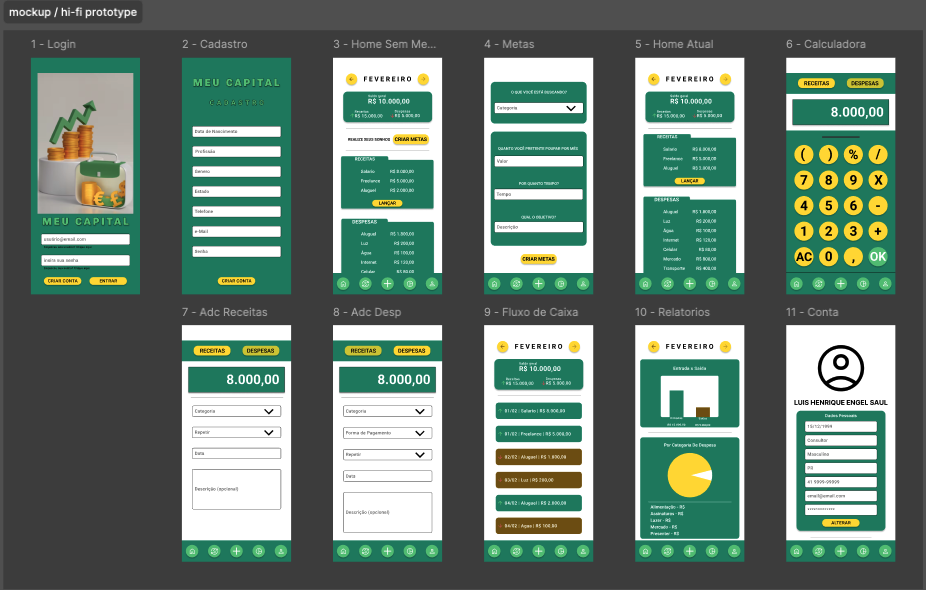 mockup / hi-fi prototype
1 - Login
2 - Cadastro
3 - Home Sem Me...
4 - Metas
5 - Home Atual
6 - Calculadora
MEU CAPITAL
usuário@email.com
insira sua senha
CRIAR CONTA
ENTRAR
MEU CAPITAL
CADASTRO
Data de Nascimento
Profissão
Genero
Estado
Telefone
e-Mail
Senha
CRIAR CONTA
FEVEREIRO
Saldo geral
R$ 10.000,00
Receitas
Despesas
R$ 15.000,00
R$ 5.000,00
REALIZE SEUS SONHOS
CRIAR METAS
RECEITAS
Salario R$ 8.000,00
Freelance R$ 5.000,00
Aluguel R$ 2.000,00
LANÇAR
DESPESAS
Aluguel R$ 1.800,00
Luz R$ 200,00
Água R$ 100,00
Internet R$ 120,00
Celular R$ 50,00
O QUE VOCÊ ESTÁ BUSCANDO?
Categoria
QUANTO VOCÊ PRETENTE POUPAR POR MÊS
Valor
POR QUANTO TEMPO?
Tempo
QUAL O OBJETIVO?
Descrição
CRIAR METAS
FEVEREIRO
Saldo geral
R$ 10.000,00
Receitas
Despesas
R$ 15.000,00
R$ 5.000,00
RECEITAS
Salario R$ 8.000,00
Freelance R$ 5.000,00
Aluguel R$ 2.000,00
LANÇAR
DESPESAS
Aluguel R$ 1.800,00
Luz R$ 200,00
Água R$ 100,00
Internet R$ 120,00
Celular R$ 50,00
Mercado R$ 800,00
Transporte R$ 400,00
RECEITAS
DESPESAS
8.000,00
( ) % /
7 8 9 X
4 5 6 -
1 2 3 +
AC 0 , OK
7 - Adc Receitas
8 - Adc Desp
9 - Fluxo de Caixa
10 - Relatorios
11 - Conta
RECEITAS
DESPESAS
8.000,00
Categoria
Repetir
Data
Descrição (opcional)
RECEITAS
DESPESAS
8.000,00
Categoria
Forma de Pagamento
Repetir
Data
Descrição (opcional)
FEVEREIRO
Saldo geral
R$ 10.000,00
Receitas
Despesas
R$ 15.000,00
R$ 5.000,00
01/02 | Salario | R$ 8.000,00
01/02 | Freelance | R$ 5.000,00
02/02 | Aluguel | R$ 1.800,00
03/02 | Luz | R$ 200,00
04/02 | Aluguel | R$ 2.000,00
04/02 | Agua | R$ 100,00
FEVEREIRO
Entrada x Saída
Por Categoria De Despesa
Alimentação - R$
Assinaturas - R$
Lazer - R$
Mercado - R$
Presente - R$
LUIS HENRIQUE ENGEL SAUL
Dados Pessoais
15/12/1999
Consultor
Masculino
RS
41 9999-99999
email@email.com
************
ALTERAR